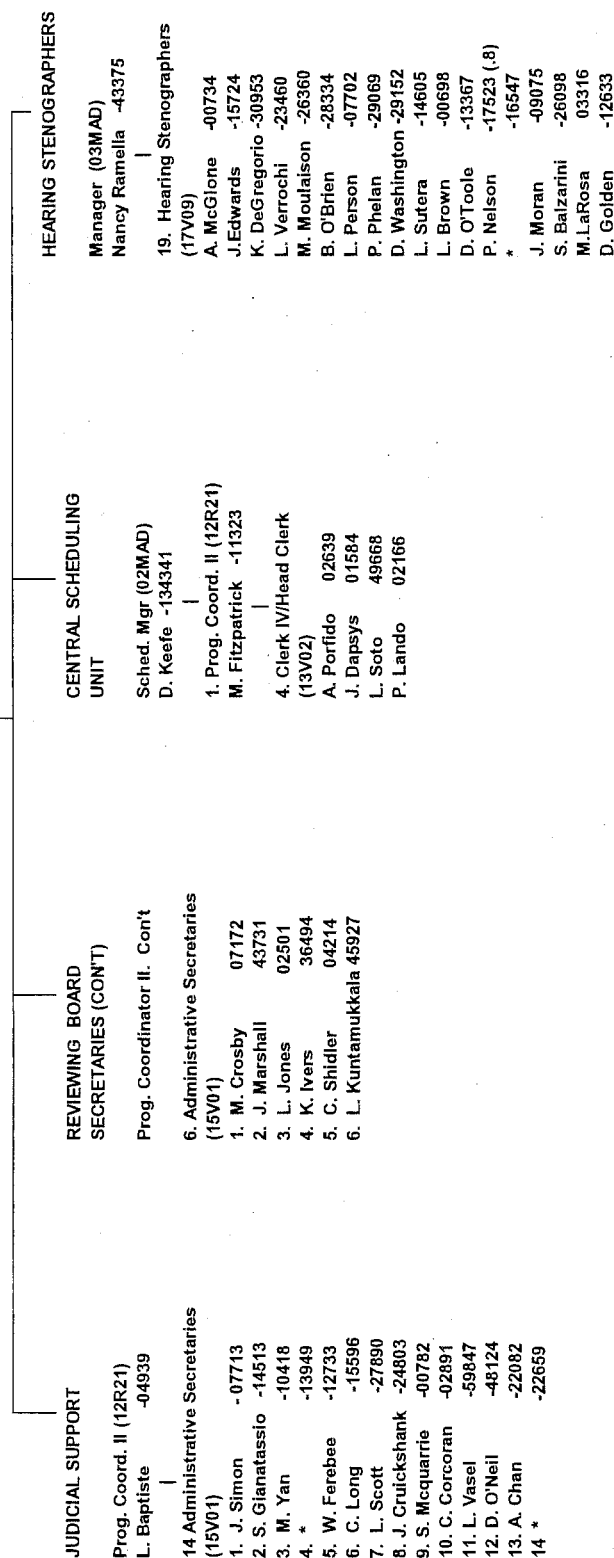 JUDICIAL SUPPORT
Prog. Coord. II (12R21)
L. Baptiste -04939
14 Administrative Secretaries
(15V01)
1. J. Simon - 07713
2. S. Gianatassio -14513
3. M. Yan -10418
4. * -13949
5. W. Ferebee -12733
6. C. Long -15596
7. L. Scott -27890
8. J. Cruickshank -24803
9. S. Mcquarrie -00782
10. C. Corcoran -02891
11. L. Vasel -59847
12. D. O'Neil -48124
13. A. Chan -22082
14 * -22659
REVIEWING BOARD
SECRETARIES (CON'T)
Prog. Coordinator II. Con't
6. Administrative Secretaries
(15V01)
1. M. Crosby 07172
2. J. Marshall 43731
3. L. Jones 02501
4. K. Ivers 36494
5. C. Shidler 04214
6. L. Kuntamukkala 45927
CENTRAL SCHEDULING
UNIT
Sched. Mgr (02MAD)
D. Keefe -134341
1. Prog. Coord. II (12R21)
M. Fitzpatrick -11323
4. Clerk IV/Head Clerk
(13V02)
A. Porfido 02639
J. Dapsys 01584
L. Soto 49668
P. Lando 02166
HEARING STENOGRAPHERS
Manager (03MAD)
Nancy Ramella -43375
19. Hearing Stenographers
(17V09)
A. McGlone -00734
J.Edwards -15724
K. DeGregorio -30953
L. Verrochi -23460
M. Moulaison -26360
B. O'Brien -28334
L. Person -07702
P. Phelan -29069
D. Washington -29152
L. Sutera -14605
L. Brown -00698
D. O'Toole -13367
P. Nelson -17523 (.8)
* -16547
J. Moran -09075
S. Balzarini -26098
M.LaRosa 03316
D. Golden -12633